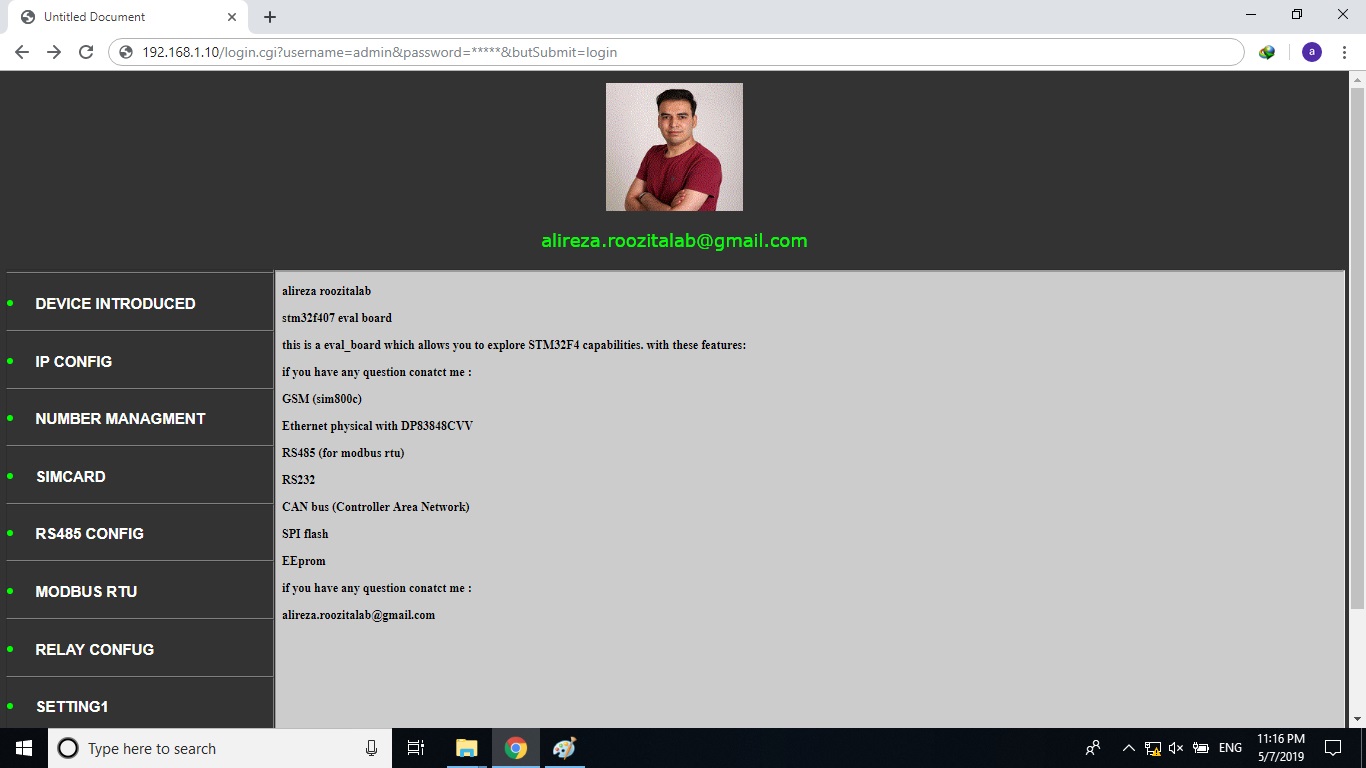 Untitled Document
192.168.1.10/login.cgi?username=admin&password=*****&butSubmit=login
a
alireza.roozitalab@gmail.com
DEVICE INTRODUCED
IP CONFIG
NUMBER MANAGMENT
SIMCARD
RS485 CONFIG
MODBUS RTU
RELAY CONFUG
SETTING1
alireza roozitalab
stm32f407 eval board
this is a eval_board which allows you to explore STM32F4 capabilities. with these features:
if you have any question conatct me :
GSM (sim800c)
Ethernet physical with DP83848CVV
RS485 (for modbus rtu)
RS232
CAN bus (Controller Area Network)
SPI flash
EEprom
if you have any question conatct me :
alireza.roozitalab@gmail.com
Type here to search
ENG
11:16 PM
5/7/2019